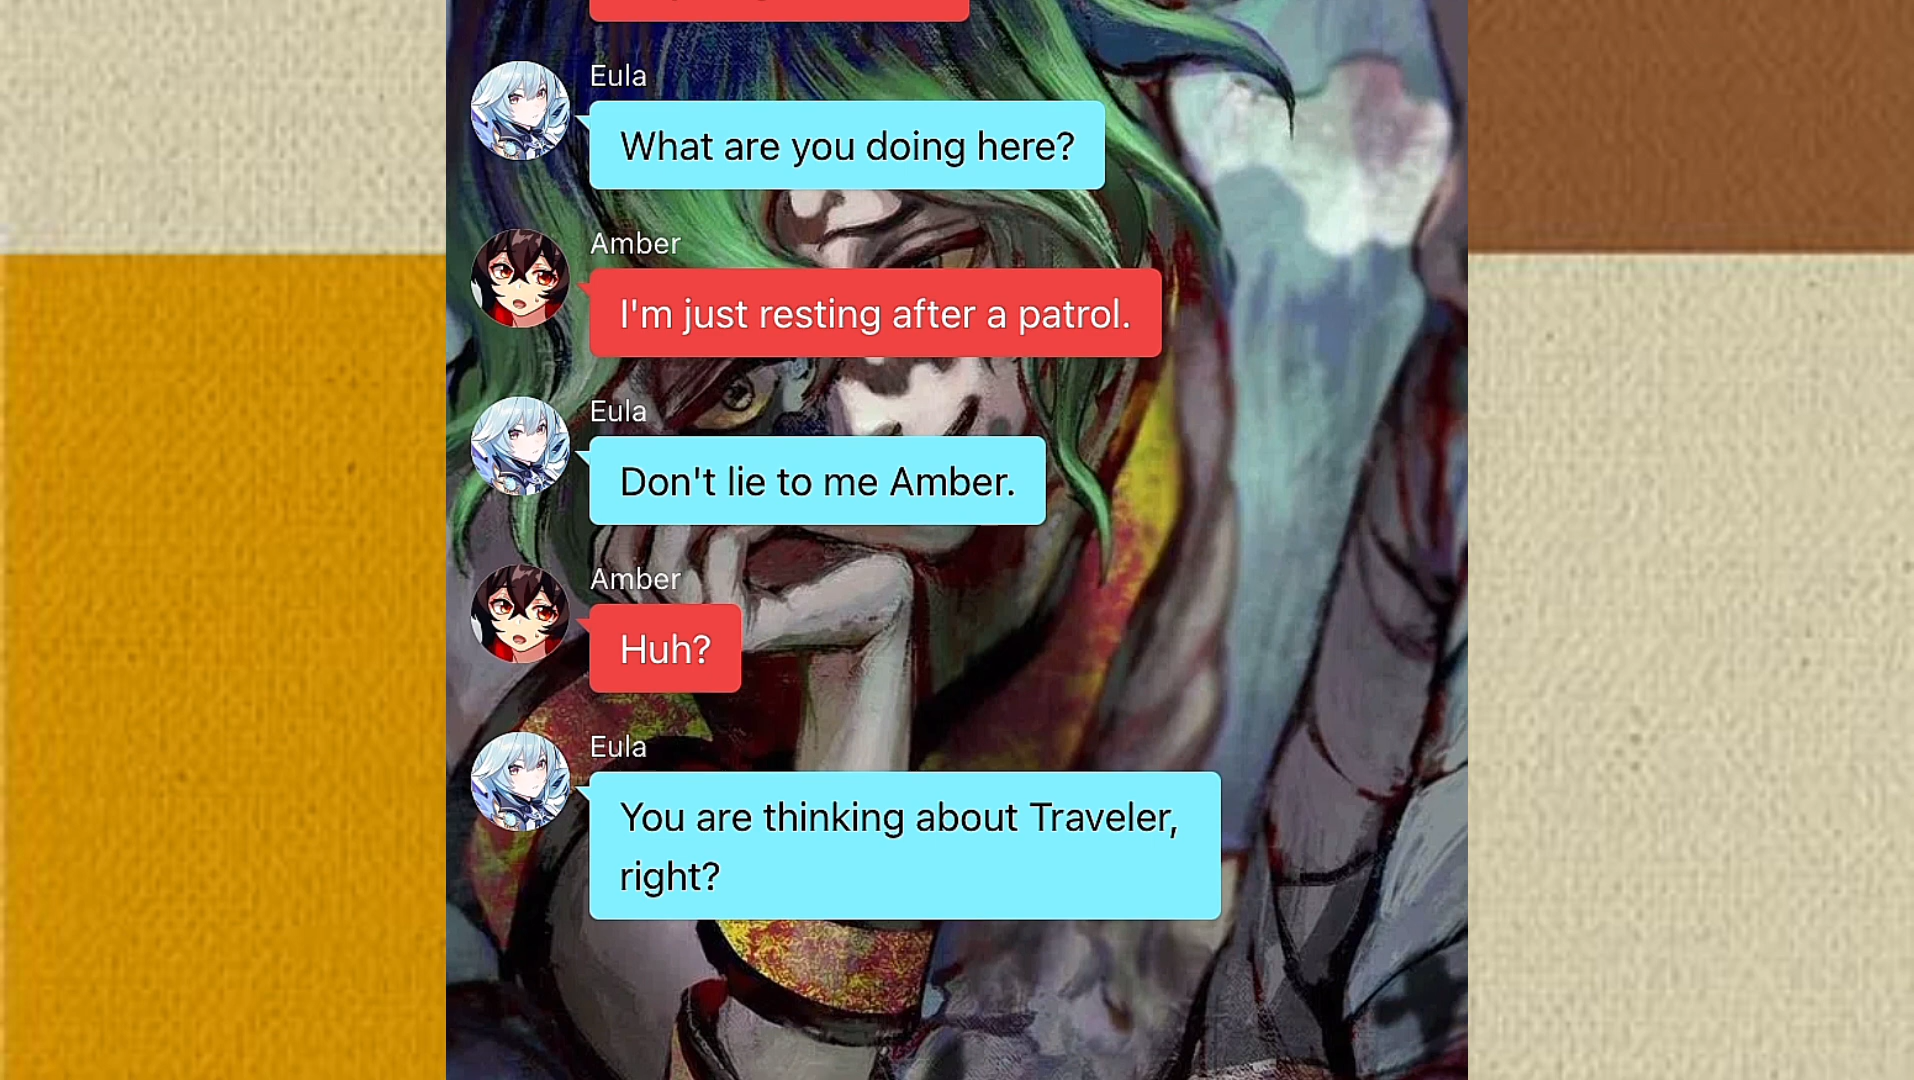 Eula
What are you doing here?
Amber
I'm just resting after a patrol.
Eula
Don't lie to me Amber.
Amber
Huh?
Eula
You are thinking about Traveler,
right?